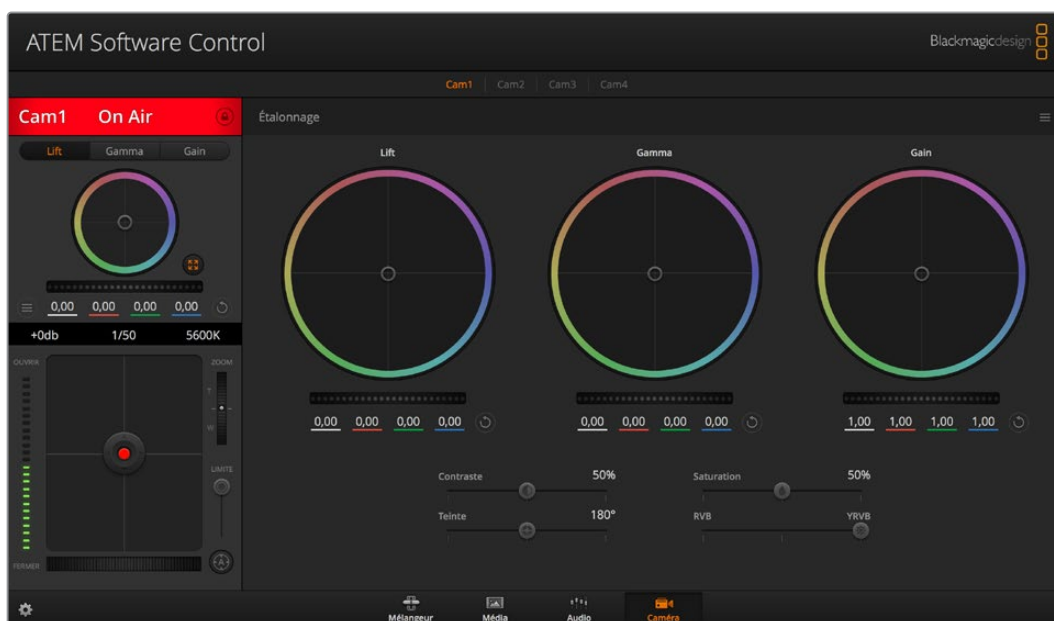 ATEM Software Control
Blackmagicdesign
Cam1 Cam2 Cam3 Cam4
Cam1 On Air
Étalonnage
Lift Gamma Gain
Lift Gamma Gain
0,00 0,00 0,00 0,00
+0db 1/50 5600K
0,00 0,00 0,00 0,00 0,00 0,00 0,00 0,00 1,00 1,00 1,00 1,00
OUVRIR ZOOM
T
W
LIMITE
FERMER
Contraste 50% Saturation 50%
Teinte 180° RVB YRVB
Mélangeur Média Audio Caméra